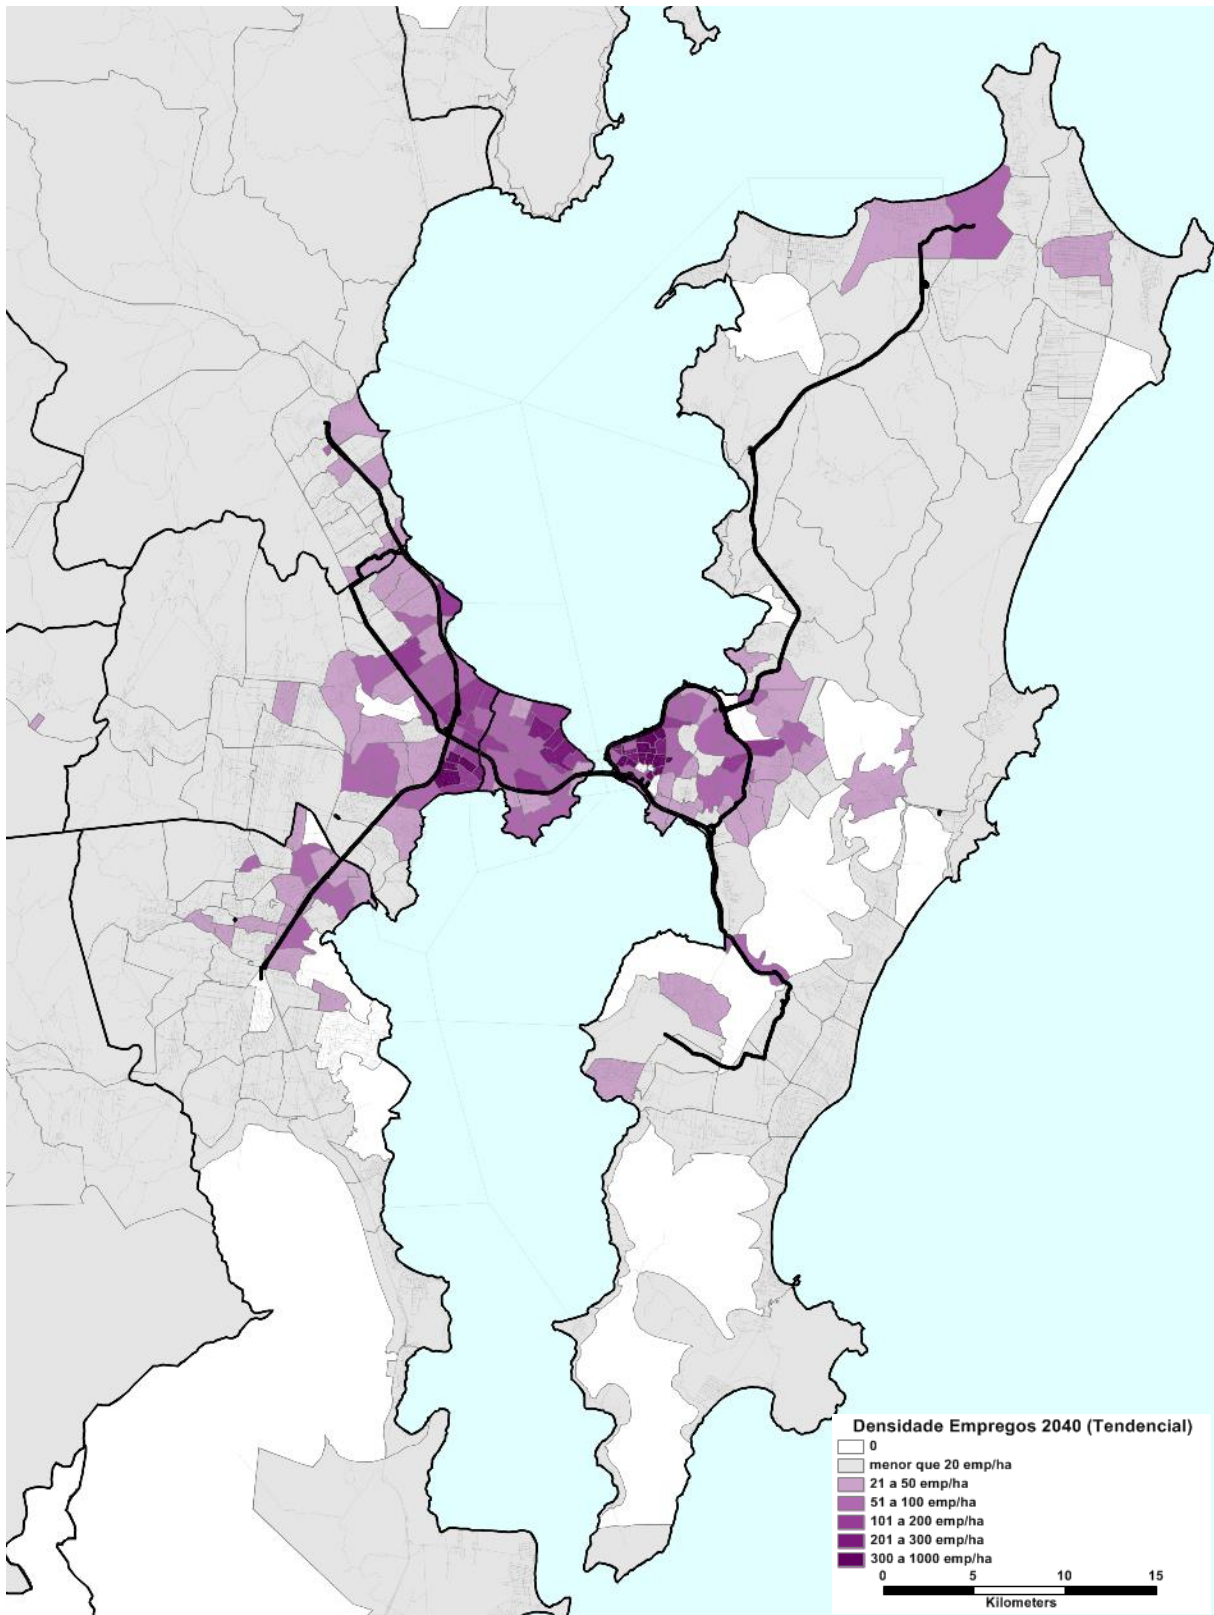 Densidade Empregos 2040 (Tendencial)
0
menor que 20 emp/ha
21 a 50 emp/ha
51 a 100 emp/ha
101 a 200 emp/ha
201 a 300 emp/ha
300 a 1000 emp/ha
0 5 10 15
Kilometers